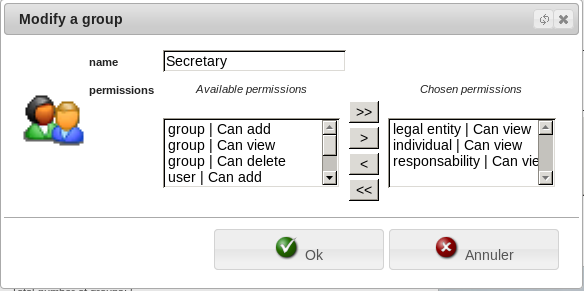 Modify a group
name
Secretary
permissions
Available permissions
Chosen permissions
group | Can add
group | Can view
group | Can delete
user | Can add
>>
>
<
<<
legal entity | Can view
individual | Can view
responsability | Can vie
Ok
Annuler